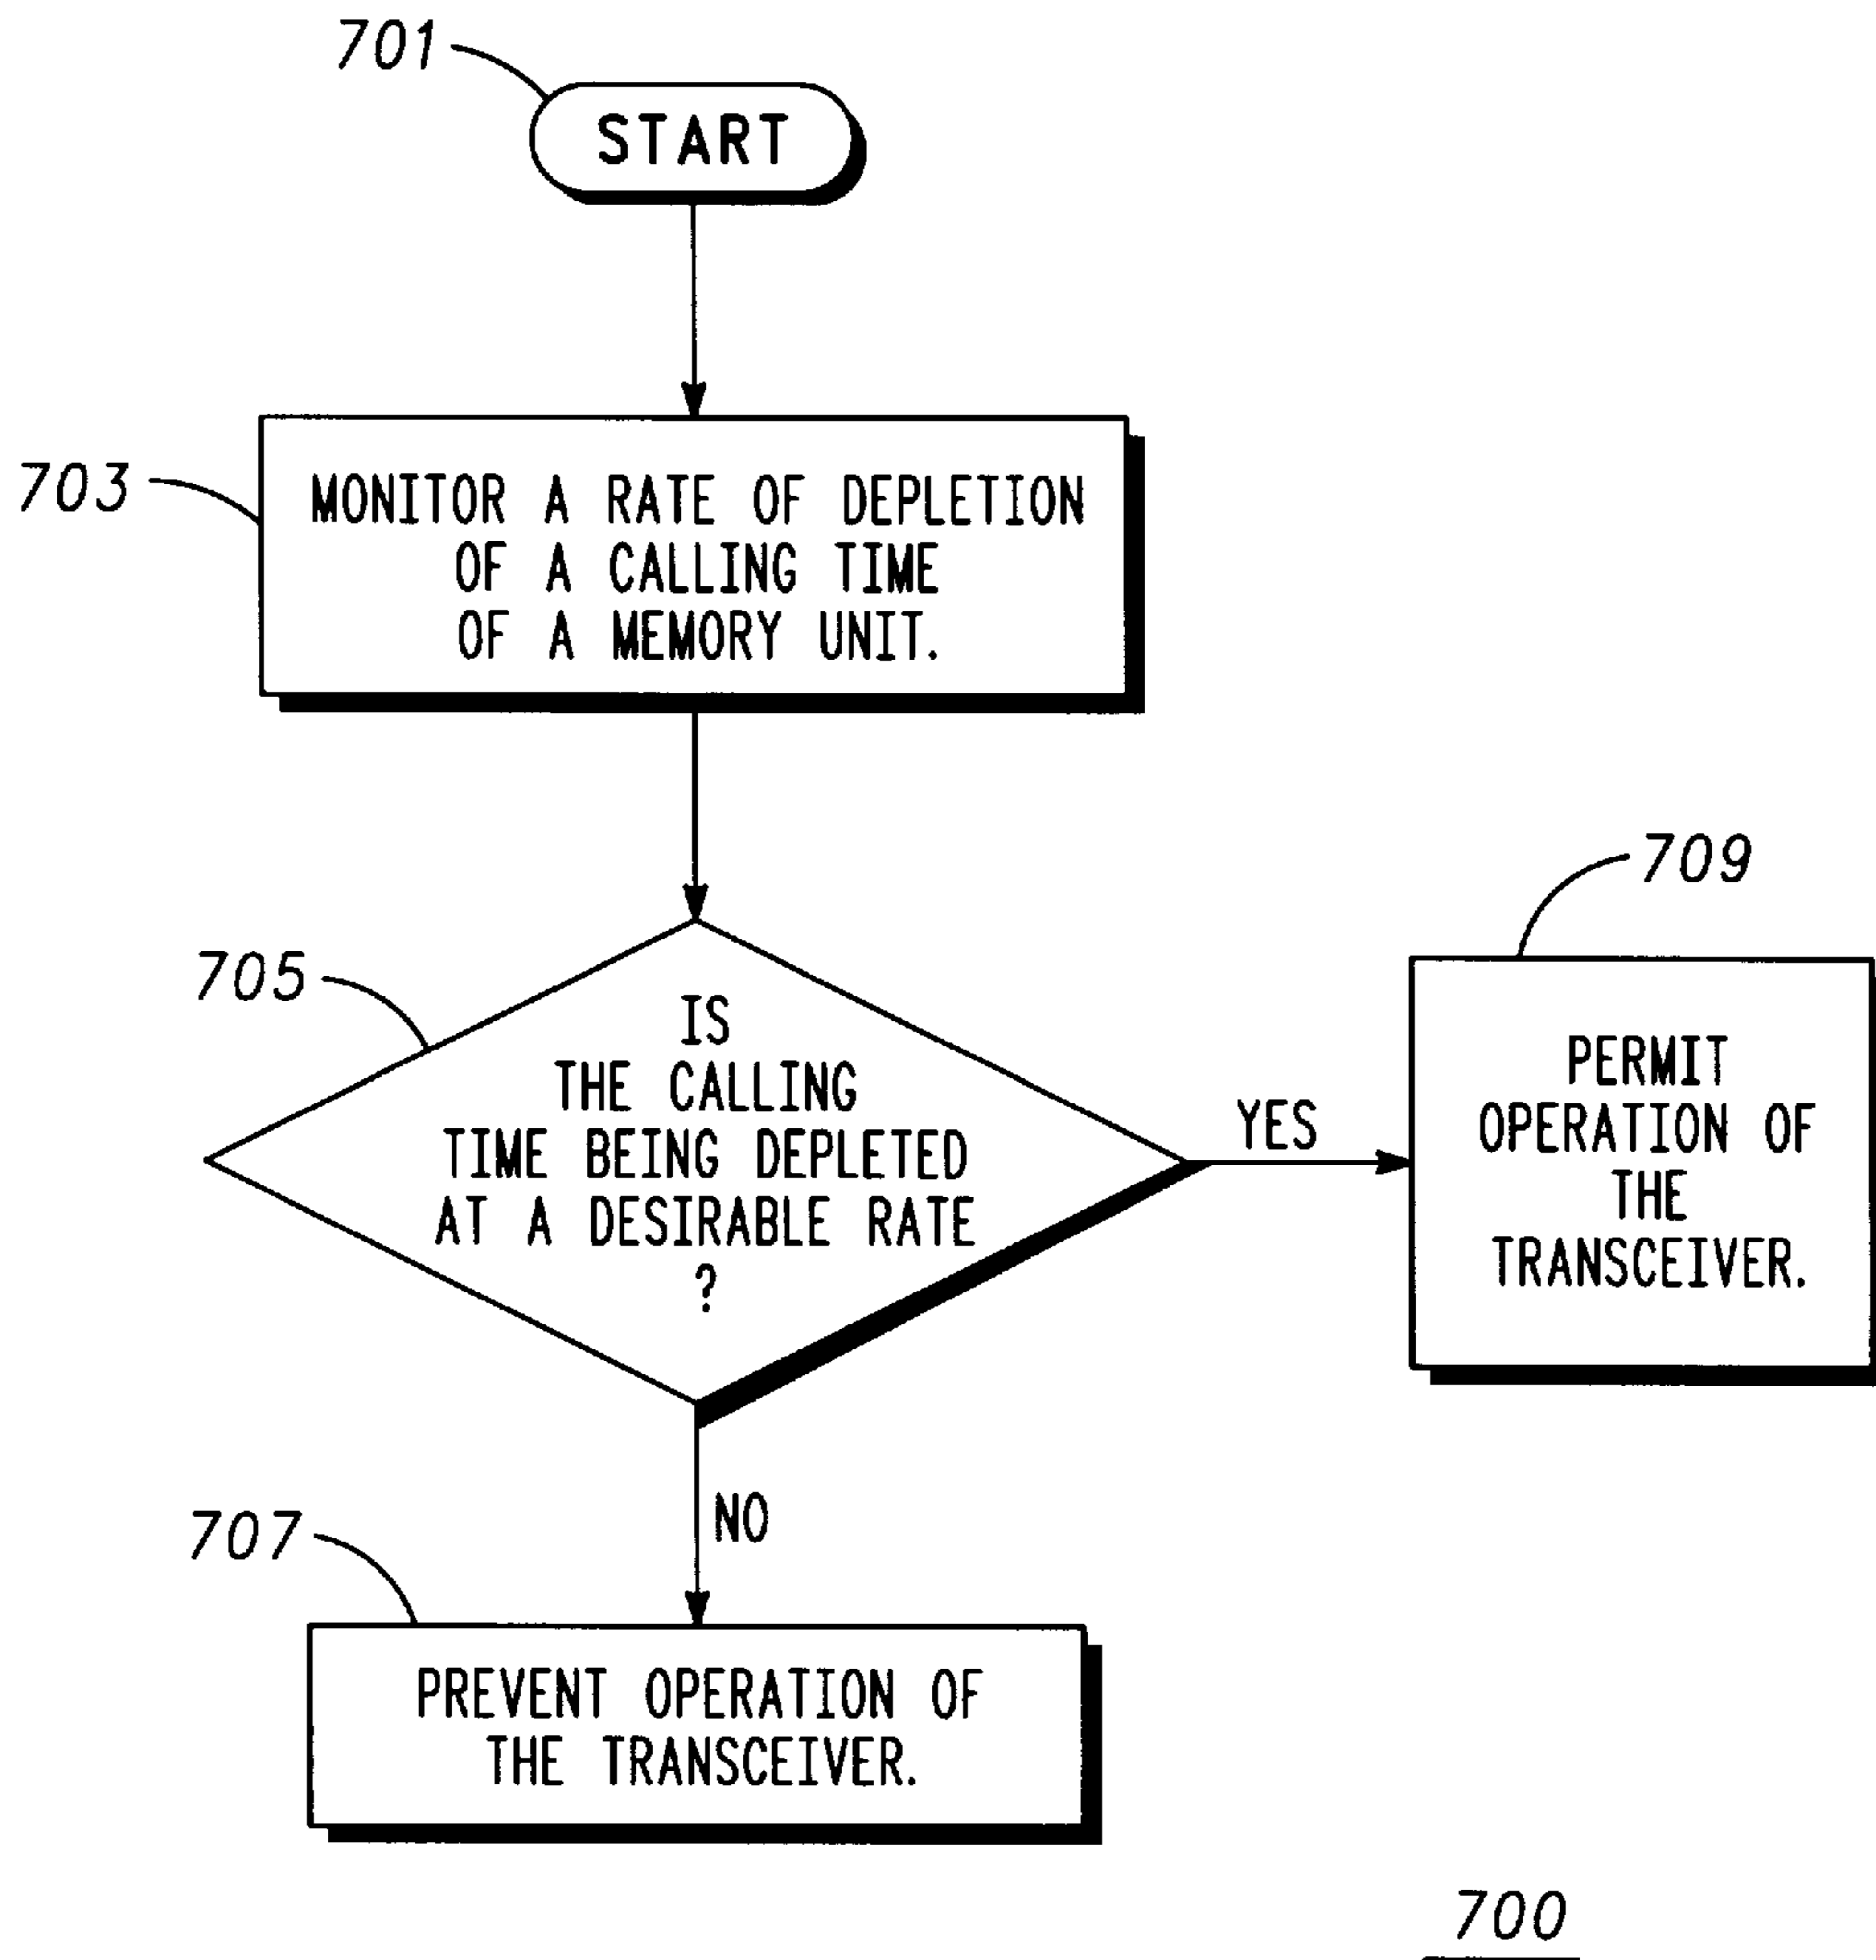 701
START
703
MONITOR A RATE OF DEPLETION
OF A CALLING TIME
OF A MEMORY UNIT.
705
IS
THE CALLING
TIME BEING DEPLETED
AT A DESIRABLE RATE
?
YES
709
PERMIT
OPERATION OF
THE
TRANSCEIVER.
NO
707
PREVENT OPERATION OF
THE TRANSCEIVER.
700